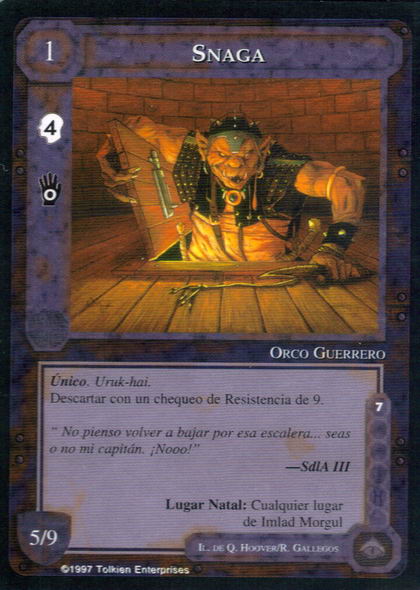 1
SNAGA
4
ORCO GUERRERO
Único. Uruk-hai.
Descartar con un chequeo de Resistencia de 9.
7
“ No pienso volver a bajar por esa escalera... seas
o no mi capitán. ¡Nooo!”
—SdlA III
Lugar Natal: Cualquier lugar
de Imlad Morgul
5/9
IL. DE Q. HOOVER/R. GALLEGOS
©1997 Tolkien Enterprises